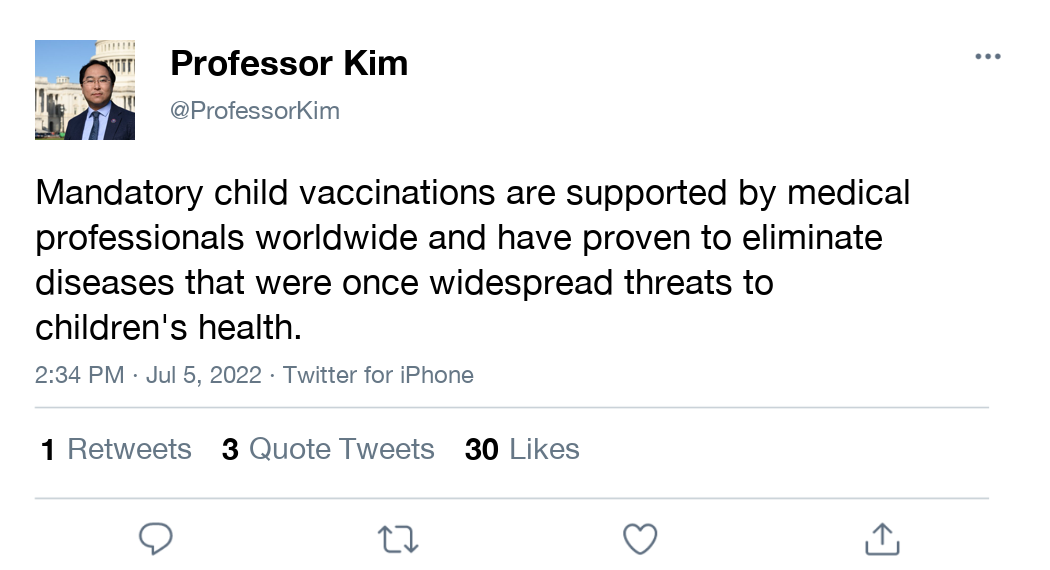 Professor Kim
@ProfessorKim
Mandatory child vaccinations are supported by medical
professionals worldwide and have proven to eliminate
diseases that were once widespread threats to
children's health.
2:34 PM · Jul 5, 2022 · Twitter for iPhone
1 Retweets 3 Quote Tweets 30 Likes